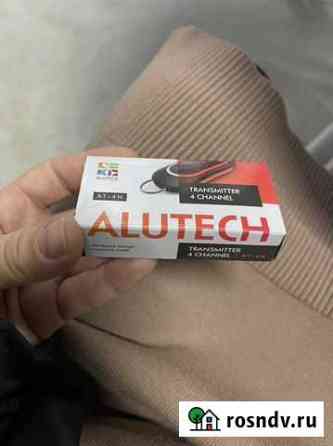 TRANSMITTER
4 CHANNEL
AT-4N
ALUTECH
TRANSMITTER
4 CHANNEL
AT-4N
rosndv.ru